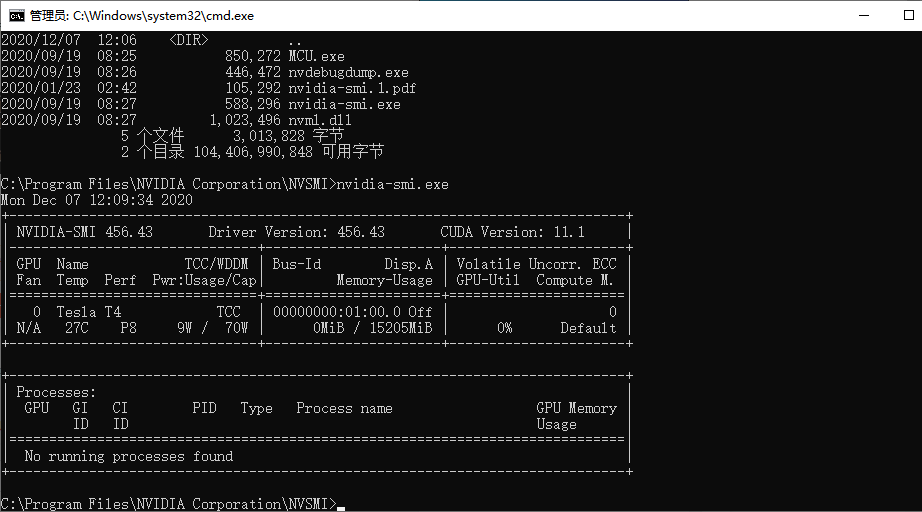 管理员: C:\Windows\system32\cmd.exe
2020/12/07  12:06    <DIR>          ..
2020/09/19  08:25           850,272 MCU.exe
2020/09/19  08:26           446,472 nvdebugdump.exe
2020/01/23  02:42           105,292 nvidia-smi.1.pdf
2020/09/19  08:27           588,296 nvidia-smi.exe
2020/09/19  08:27         1,023,496 nvml.dll
5 个文件      3,013,828 字节
2 个目录 104,406,990,848 可用字节
C:\Program Files\NVIDIA Corporation\NVSMI>nvidia-smi.exe
Mon Dec 07 12:09:34 2020
+-----------------------------------------------------------------------------+
| NVIDIA-SMI 456.43       Driver Version: 456.43       CUDA Version: 11.1     |
|-------------------------------+----------------------+----------------------+
| GPU  Name            TCC/WDDM | Bus-Id        Disp.A | Volatile Uncorr. ECC |
| Fan  Temp  Perf  Pwr:Usage/Cap|         Memory-Usage | GPU-Util  Compute M. |
|===============================+======================+======================|
|   0  Tesla T4            TCC  | 00000000:01:00.0 Off |                    0 |
| N/A   27C    P8     9W /  70W |      0MiB / 15205MiB |      0%      Default |
+-------------------------------+----------------------+----------------------+
+-----------------------------------------------------------------------------+
| Processes:                                                                  |
|  GPU   GI   CI        PID   Type   Process name                  GPU Memory |
|        ID   ID                                                   Usage      |
|=============================================================================|
|  No running processes found                                                 |
+-----------------------------------------------------------------------------+
C:\Program Files\NVIDIA Corporation\NVSMI>